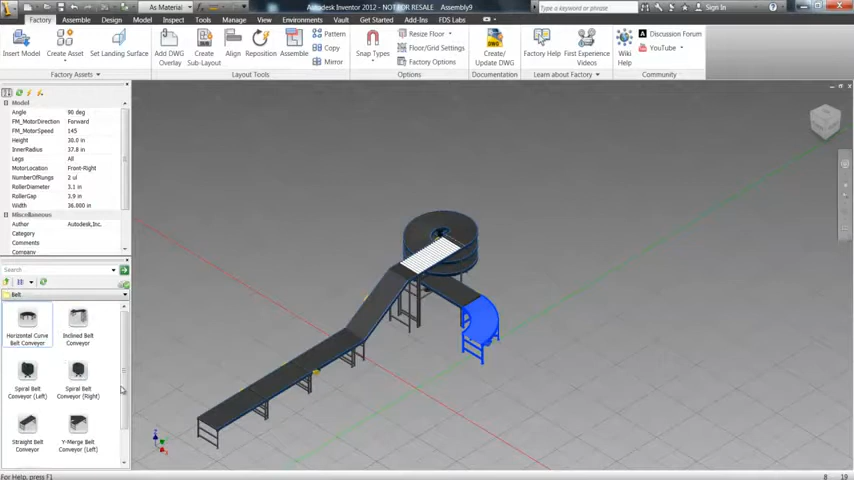 As Material
Autodesk Inventor 2012 - NOT FOR RESALE Assembly9
Type a keyword or phrase
Sign In
Factory Assemble Design Model Inspect Tools Manage View Environments Vault Get Started Add-Ins FDS Labs
Insert Model
Create Asset
Set Landing Surface
Add DWG Overlay
Create Sub-Layout
Align
Reposition
Assemble
Pattern
Copy
Mirror
Snap Types
Resize Floor
Floor/Grid Settings
Factory Options
Create/ Update DWG
Factory Help
First Experience Videos
Wiki Help
Discussion Forum
YouTube
Factory Assets
Layout Tools
Options
Documentation
Learn about Factory
Community
Model
Angle 90 deg
FM_MotorDirection Forward
FM_MotorSpeed 145
Height 30.0 in
InnerRadius 37.8 in
Legs All
MotorLocation Front-Right
NumberOfRungs 2 ul
RollerDiameter 3.1 in
RollerGap 3.9 in
Width 36.000 in
Miscellaneous
Author Autodesk,Inc.
Category
Comments
Company
Search
Belt
Horizontal Curve Belt Conveyor
Inclined Belt Conveyor
Spiral Belt Conveyor (Left)
Spiral Belt Conveyor (Right)
Straight Belt Conveyor
Y-Merge Belt Conveyor (Left)
For Help, press F1
8 19